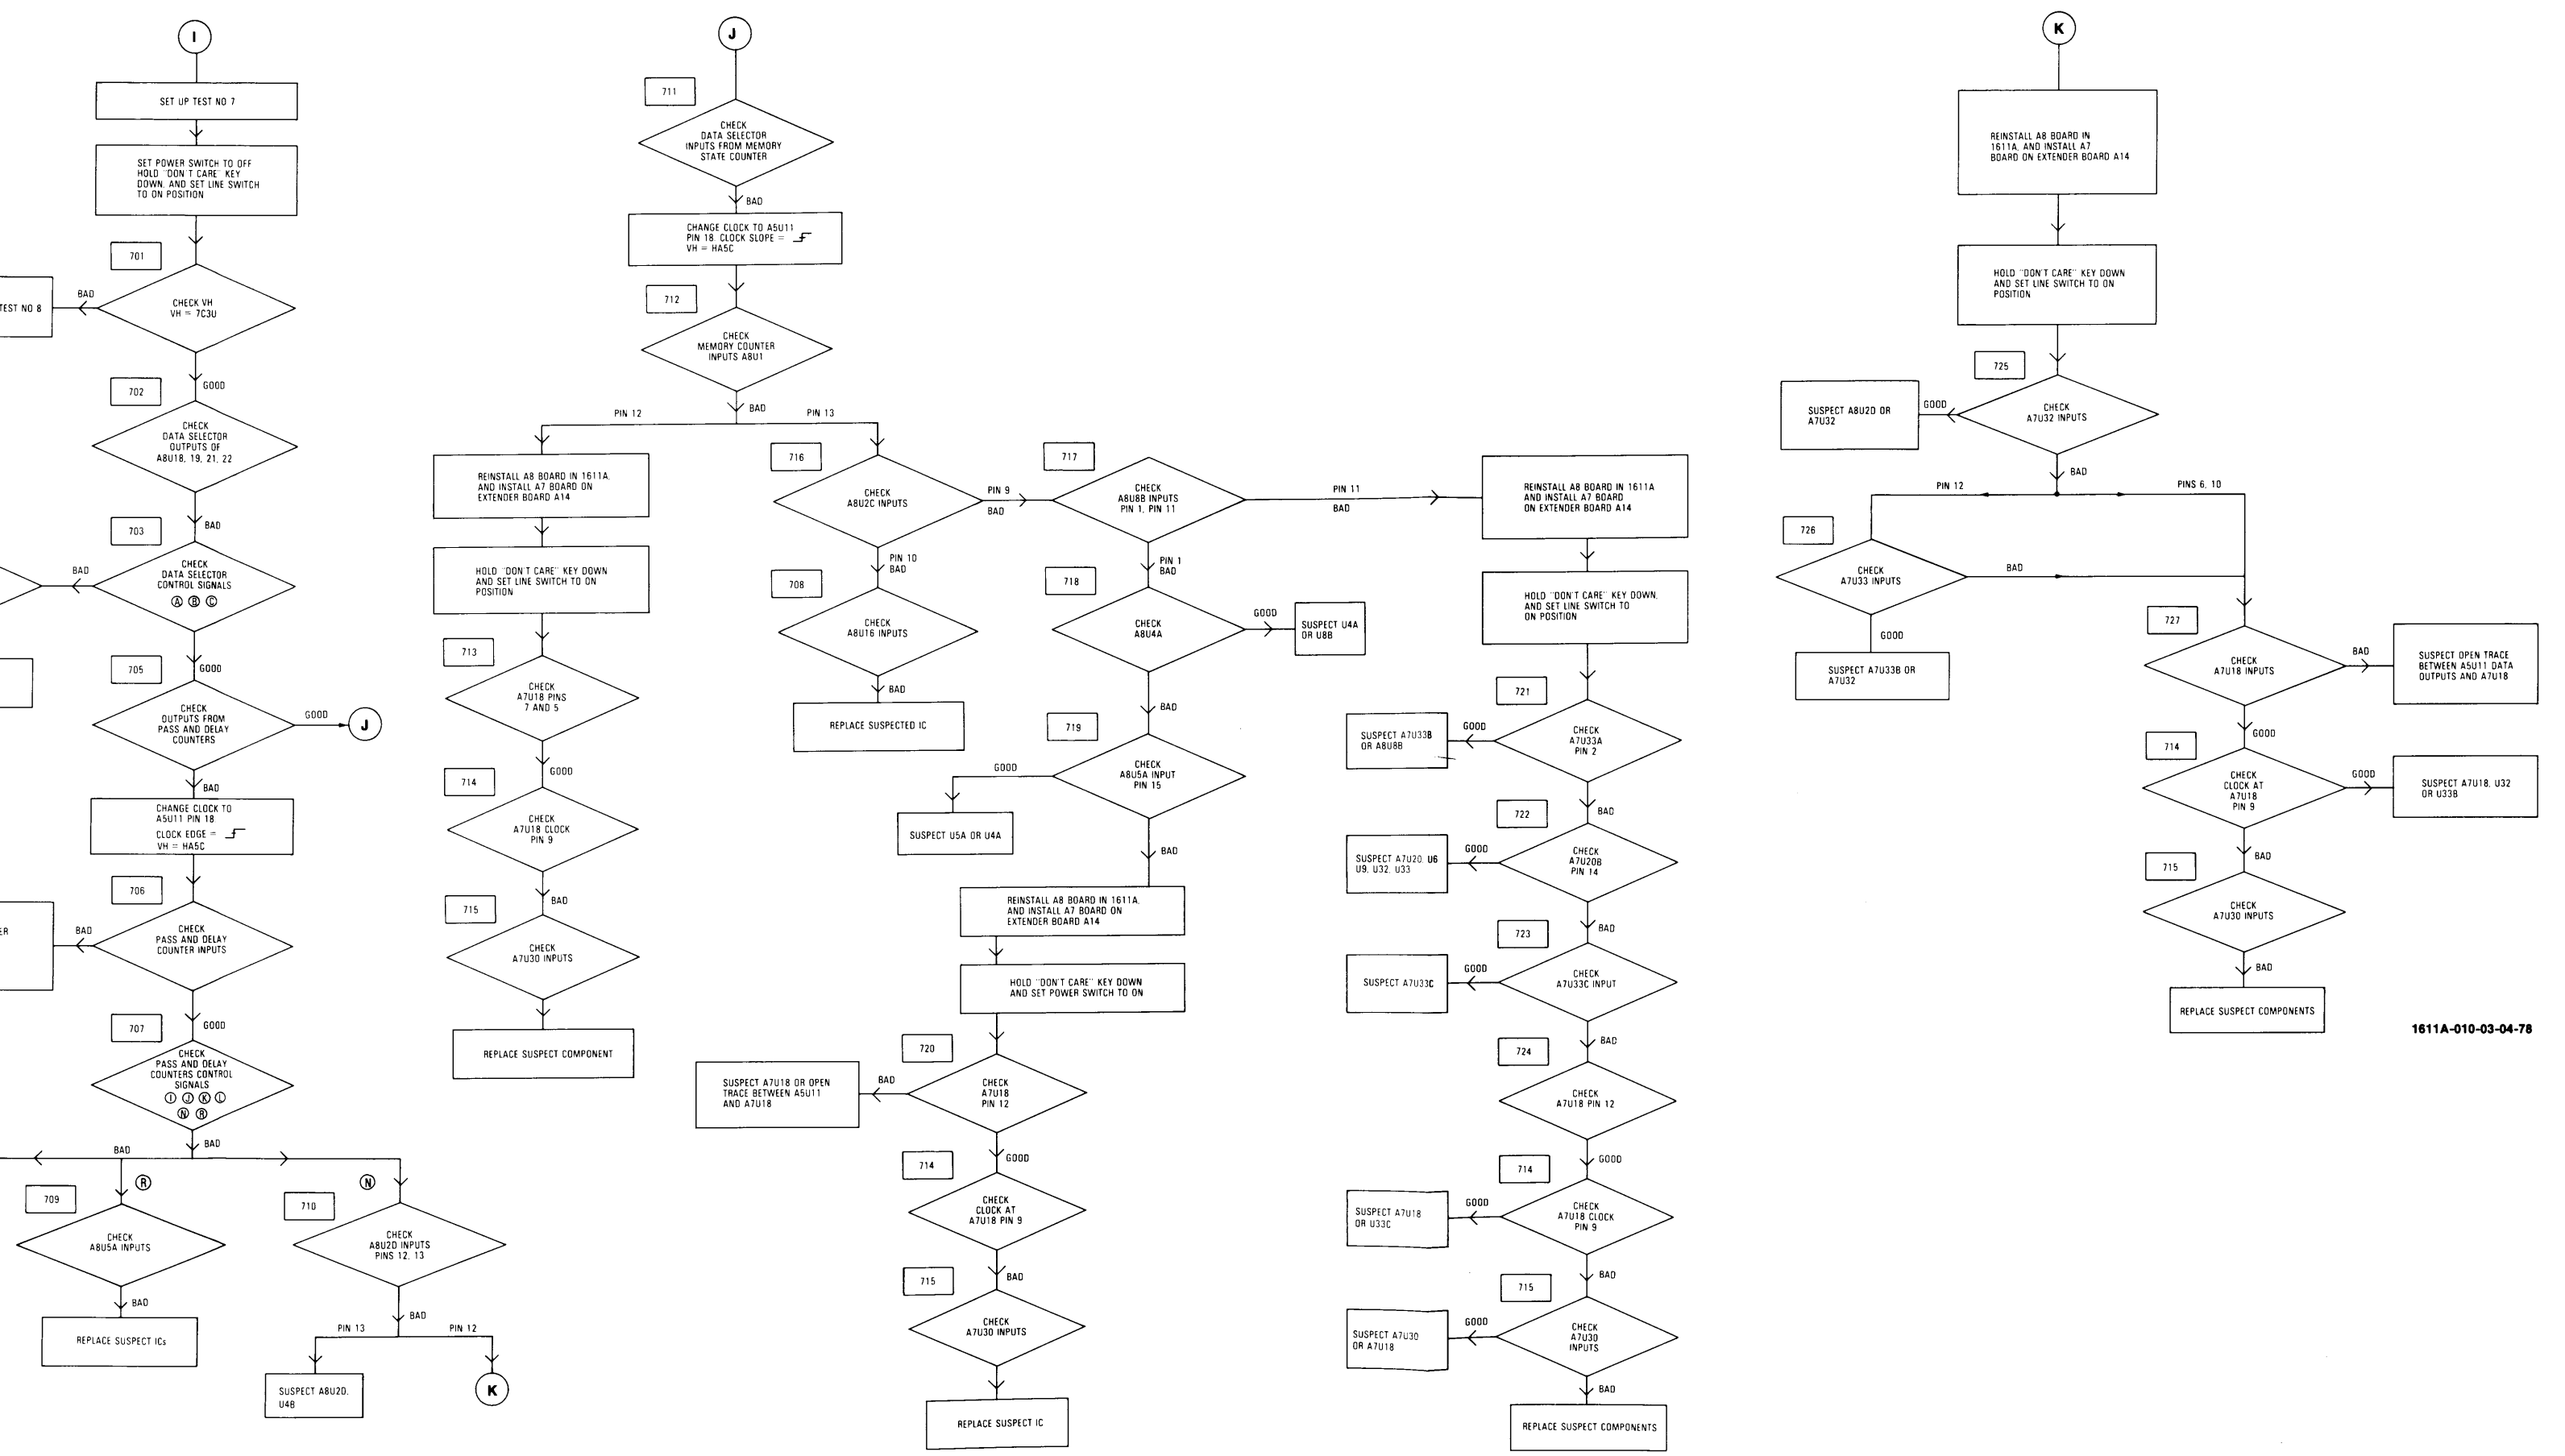 I
SET UP TEST NO 7
SET POWER SWITCH TO OFF
HOLD "DON'T CARE" KEY
DOWN, AND SET LINE SWITCH
TO ON POSITION
701
CHECK VH
VH = 7C3U
BAD
TEST NO 8
GOOD
702
CHECK
DATA SELECTOR
OUTPUTS OF
A8U18, 19, 21, 22
BAD
703
CHECK
DATA SELECTOR
CONTROL SIGNALS
A B C
BAD
GOOD
705
CHECK
OUTPUTS FROM
PASS AND DELAY
COUNTERS
GOOD
J
BAD
CHANGE CLOCK TO
A5U11 PIN 18
CLOCK EDGE =
VH = HA5C
706
CHECK
PASS AND DELAY
COUNTER INPUTS
BAD
ER
GOOD
707
CHECK
PASS AND DELAY
COUNTERS CONTROL
SIGNALS
I J K L
N R
BAD
BAD
R
709
CHECK
A8U5A INPUTS
BAD
REPLACE SUSPECT ICs
N
710
CHECK
A8U2D INPUTS
PINS 12, 13
BAD
PIN 13
PIN 12
SUSPECT A8U2D,
U4B
K
J
711
CHECK
DATA SELECTOR
INPUTS FROM MEMORY
STATE COUNTER
BAD
CHANGE CLOCK TO A5U11
PIN 18. CLOCK SLOPE =
VH = HA5C
712
CHECK
MEMORY COUNTER
INPUTS A8U1
BAD
PIN 12
PIN 13
REINSTALL A8 BOARD IN 1611A,
AND INSTALL A7 BOARD ON
EXTENDER BOARD A14
HOLD "DON'T CARE" KEY DOWN
AND SET LINE SWITCH TO ON
POSITION
713
CHECK
A7U18 PINS
7 AND 5
GOOD
714
CHECK
A7U18 CLOCK
PIN 9
BAD
715
CHECK
A7U30 INPUTS
REPLACE SUSPECT COMPONENT
716
CHECK
A8U2C INPUTS
PIN 9
BAD
PIN 10
BAD
708
CHECK
A8U16 INPUTS
BAD
REPLACE SUSPECTED IC
717
CHECK
A8U8B INPUTS
PIN 1, PIN 11
PIN 11
BAD
PIN 1
BAD
718
CHECK
A8U4A
GOOD
SUSPECT U4A
OR U8B
BAD
719
CHECK
A8U5A INPUT
PIN 15
GOOD
SUSPECT U5A OR U4A
BAD
REINSTALL A8 BOARD IN 1611A,
AND INSTALL A7 BOARD ON
EXTENDER BOARD A14
HOLD "DON'T CARE" KEY DOWN
AND SET POWER SWITCH TO ON
720
CHECK
A7U18
PIN 12
BAD
SUSPECT A7U18 OR OPEN
TRACE BETWEEN A5U11
AND A7U18
GOOD
714
CHECK
CLOCK AT
A7U18 PIN 9
BAD
715
CHECK
A7U30 INPUTS
REPLACE SUSPECT IC
REINSTALL A8 BOARD IN 1611A
AND INSTALL A7 BOARD
ON EXTENDER BOARD A14
HOLD "DON'T CARE" KEY DOWN,
AND SET LINE SWITCH TO
ON POSITION
721
CHECK
A7U33A
PIN 2
GOOD
SUSPECT A7U33B
OR A8U8B
BAD
722
CHECK
A7U20B
PIN 14
GOOD
SUSPECT A7U20, U6
U9, U32, U33
BAD
723
CHECK
A7U33C INPUT
GOOD
SUSPECT A7U33C
BAD
724
CHECK
A7U18 PIN 12
GOOD
714
CHECK
A7U18 CLOCK
PIN 9
GOOD
SUSPECT A7U18
OR U33C
BAD
715
CHECK
A7U30
INPUTS
GOOD
SUSPECT A7U30
OR A7U18
BAD
REPLACE SUSPECT COMPONENTS
K
REINSTALL A8 BOARD IN
1611A, AND INSTALL A7
BOARD ON EXTENDER BOARD A14
HOLD "DON'T CARE" KEY DOWN
AND SET LINE SWITCH TO ON
POSITION
725
CHECK
A7U32 INPUTS
GOOD
SUSPECT A8U2D OR
A7U32
BAD
PIN 12
PINS 6, 10
726
CHECK
A7U33 INPUTS
BAD
GOOD
SUSPECT A7U33B OR
A7U32
727
CHECK
A7U18 INPUTS
BAD
SUSPECT OPEN TRACE
BETWEEN A5U11 DATA
OUTPUTS AND A7U18
GOOD
714
CHECK
CLOCK AT
A7U18
PIN 9
GOOD
SUSPECT A7U18, U32
OR U33B
BAD
715
CHECK
A7U30 INPUTS
BAD
REPLACE SUSPECT COMPONENTS
1611A-010-03-04-78